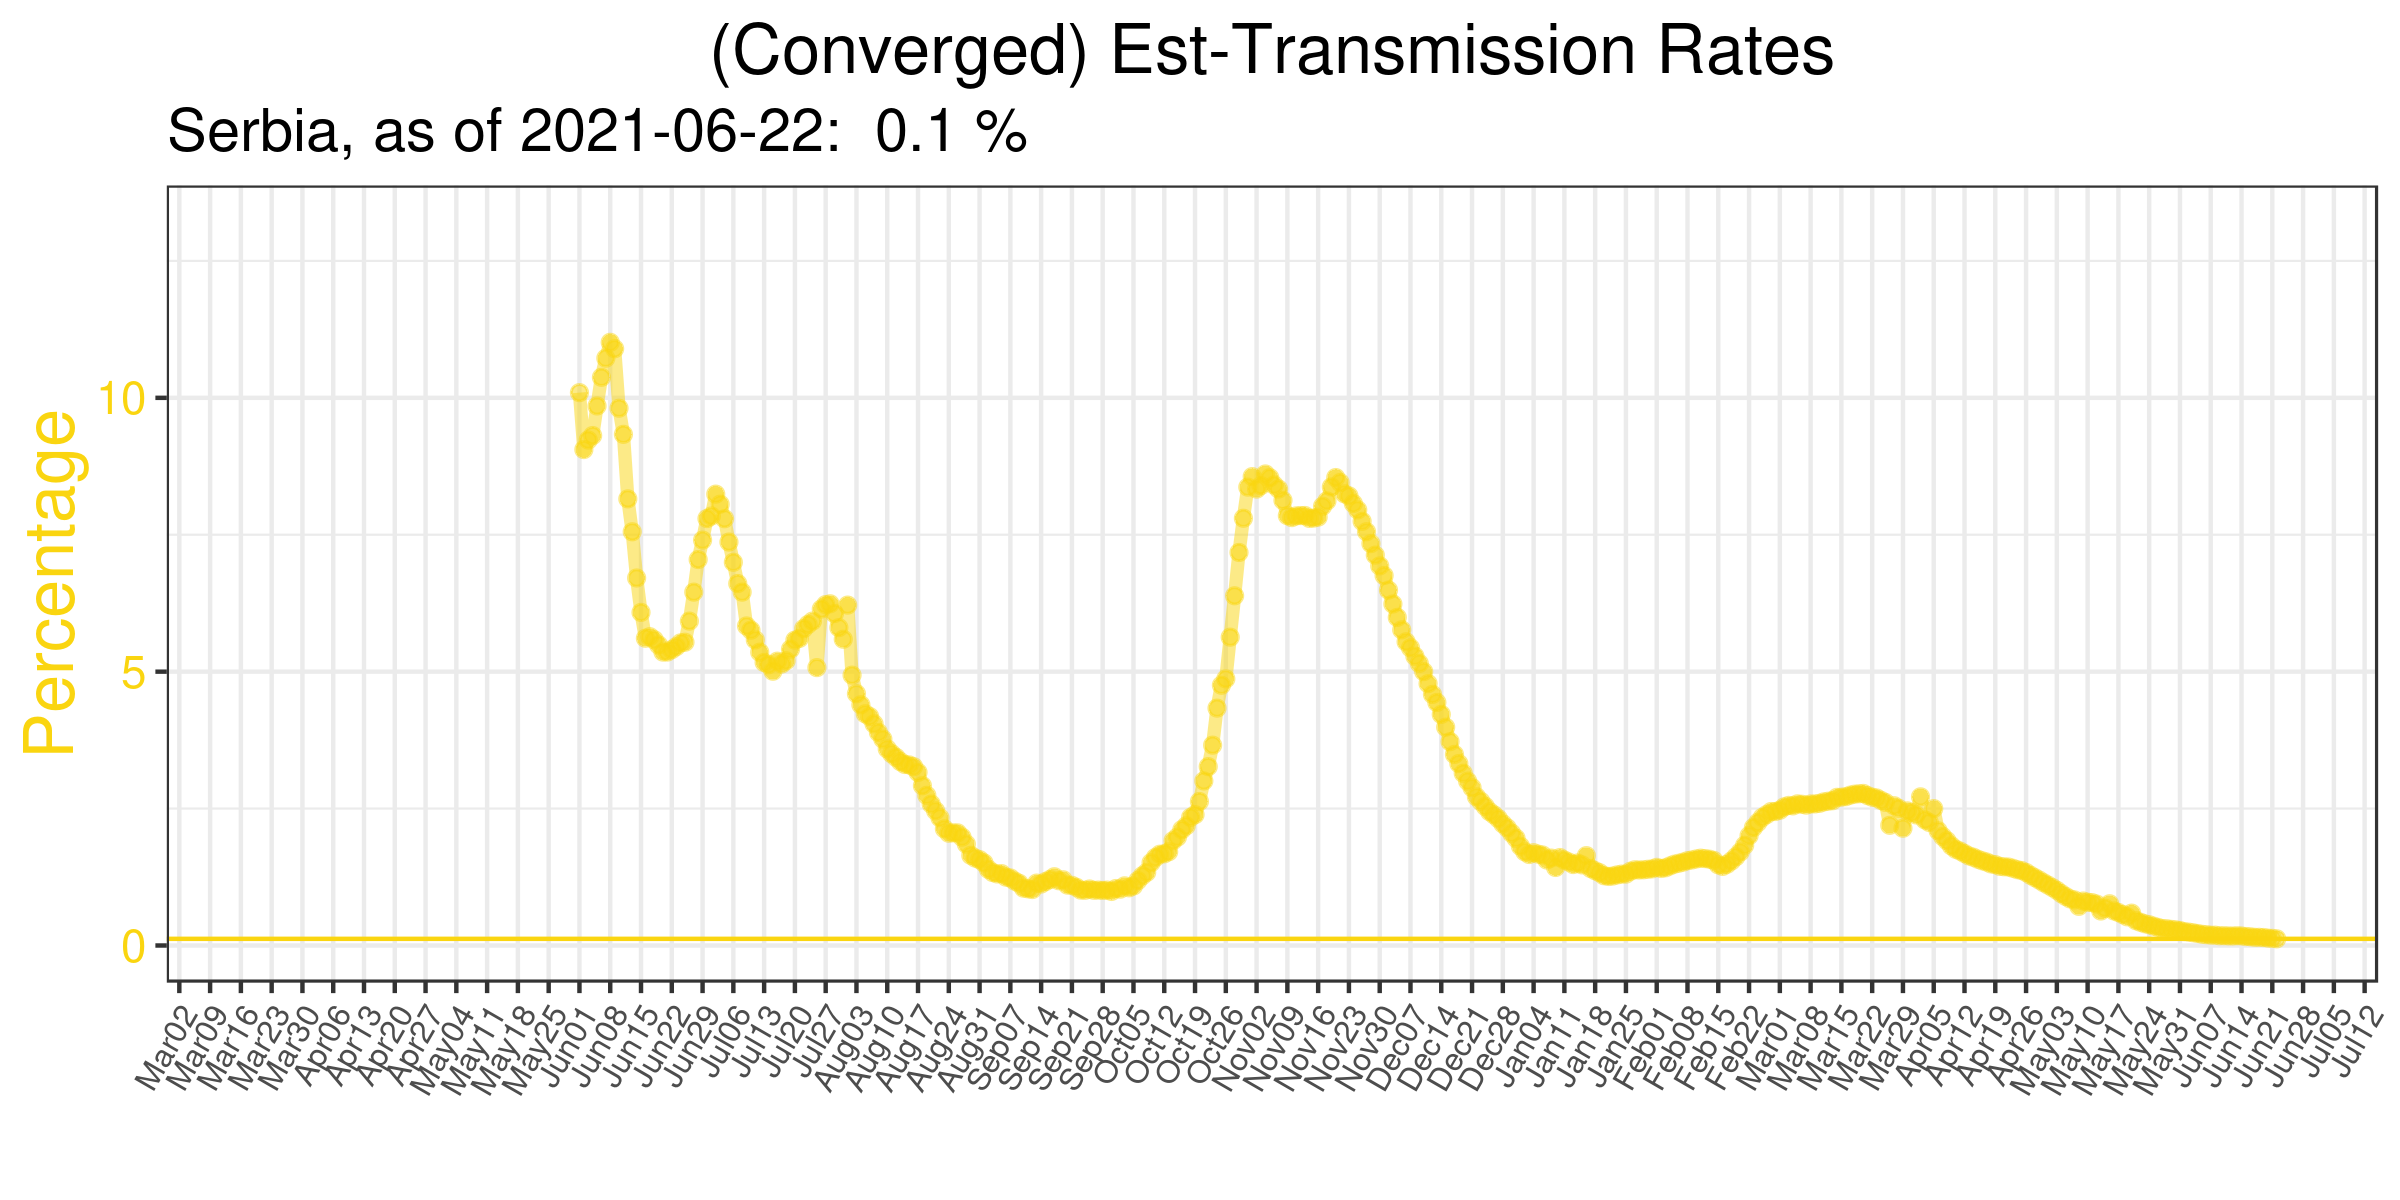 (Converged) Est-Transmission Rates
Serbia, as of 2021-06-22: 0.1 %
Percentage
10
5
0
Mar02 Mar09 Mar16 Mar23 Mar30 Apr06 Apr13 Apr20 Apr27 May04 May11 May18 May25 Jun01 Jun08 Jun15 Jun22 Jun29 Jul06 Jul13 Jul20 Jul27 Aug03 Aug10 Aug17 Aug24 Aug31 Sep07 Sep14 Sep21 Sep28 Oct05 Oct12 Oct19 Oct26 Nov02 Nov09 Nov16 Nov23 Nov30 Dec07 Dec14 Dec21 Dec28 Jan04 Jan11 Jan18 Jan25 Feb01 Feb08 Feb15 Feb22 Mar01 Mar08 Mar15 Mar22 Mar29 Apr05 Apr12 Apr19 Apr26 May03 May10 May17 May24 May31 Jun07 Jun14 Jun21 Jun28 Jul05 Jul12